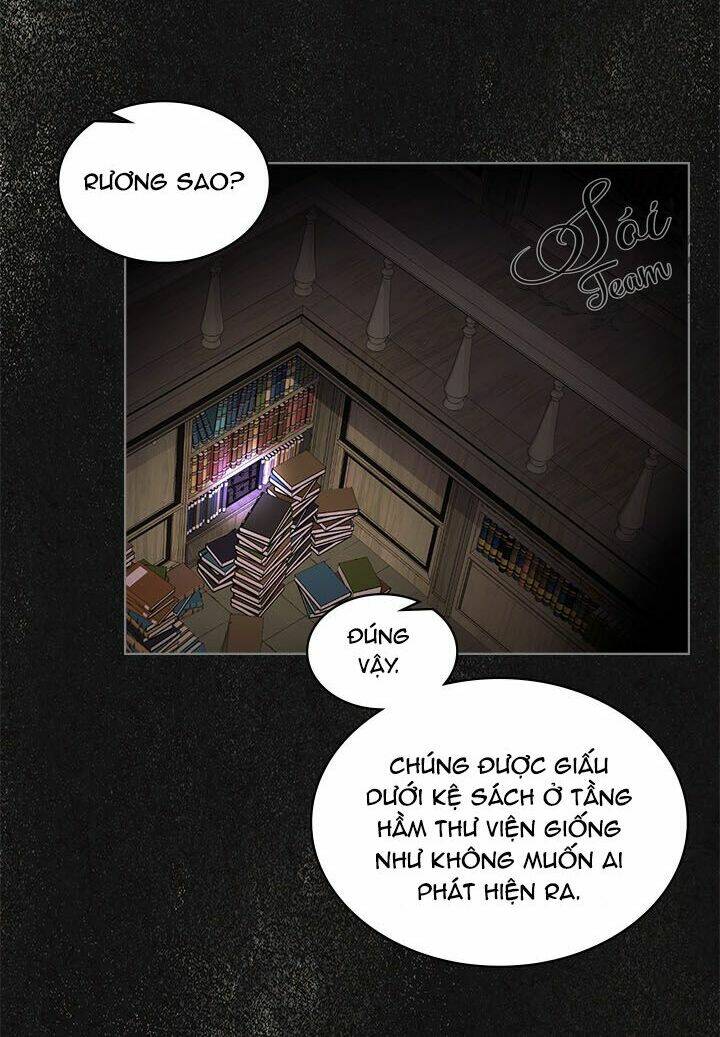 RƯƠNG SAO?
Sói
Team
ĐÚNG
VẬY.
CHÚNG ĐƯỢC GIẤU
DƯỚI KỆ SÁCH Ở TẦNG
HẦM THƯ VIỆN GIỐNG
NHƯ KHÔNG MUỐN AI
PHÁT HIỆN RA.